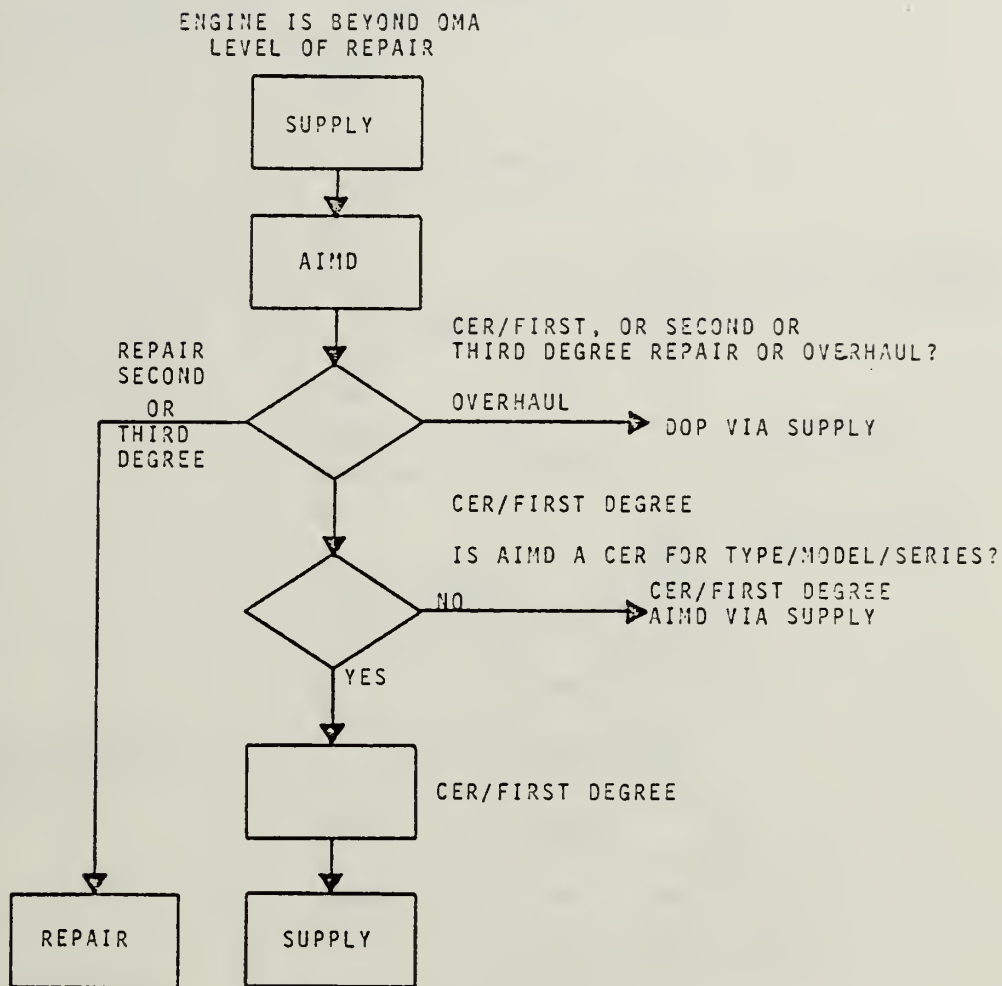 ENGINE IS BEYOND OMA
LEVEL OF REPAIR
SUPPLY
AIMD
CER/FIRST, OR SECOND OR
THIRD DEGREE REPAIR OR OVERHAUL?
REPAIR
SECOND
OR
THIRD
DEGREE
OVERHAUL
DOP VIA SUPPLY
CER/FIRST DEGREE
IS AIMD A CER FOR TYPE/MODEL/SERIES?
NO
CER/FIRST DEGREE
AIMD VIA SUPPLY
YES
CER/FIRST DEGREE
REPAIR
SUPPLY